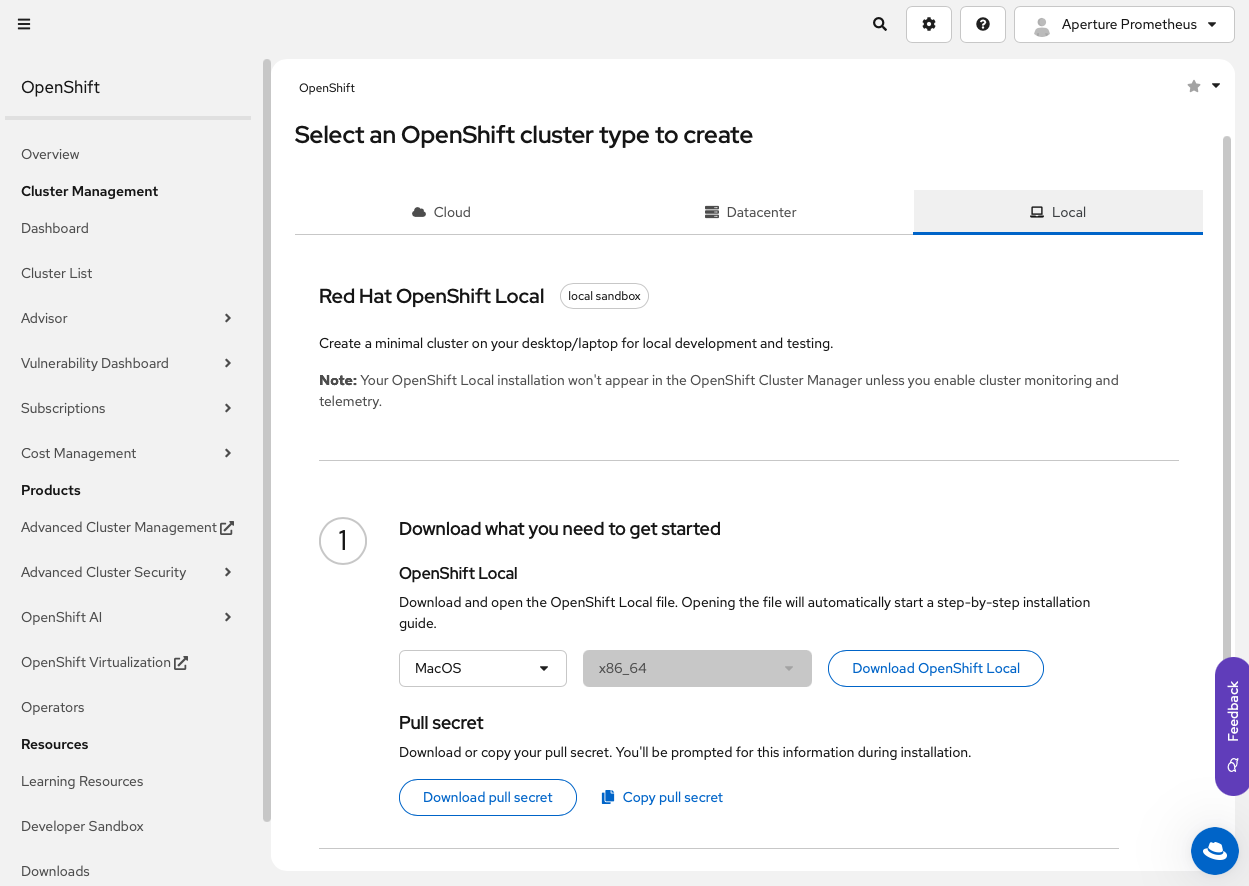 Aperture Prometheus
OpenShift
Overview
Cluster Management
Dashboard
Cluster List
Advisor
Vulnerability Dashboard
Subscriptions
Cost Management
Products
Advanced Cluster Management
Advanced Cluster Security
OpenShift AI
OpenShift Virtualization
Operators
Resources
Learning Resources
Developer Sandbox
Downloads
OpenShift
Select an OpenShift cluster type to create
Cloud
Datacenter
Local
Red Hat OpenShift Local
local sandbox
Create a minimal cluster on your desktop/laptop for local development and testing.
Note: Your OpenShift Local installation won't appear in the OpenShift Cluster Manager unless you enable cluster monitoring and
telemetry.
1
Download what you need to get started
OpenShift Local
Download and open the OpenShift Local file. Opening the file will automatically start a step-by-step installation
guide.
MacOS
x86_64
Download OpenShift Local
Pull secret
Download or copy your pull secret. You'll be prompted for this information during installation.
Download pull secret
Copy pull secret
Feedback